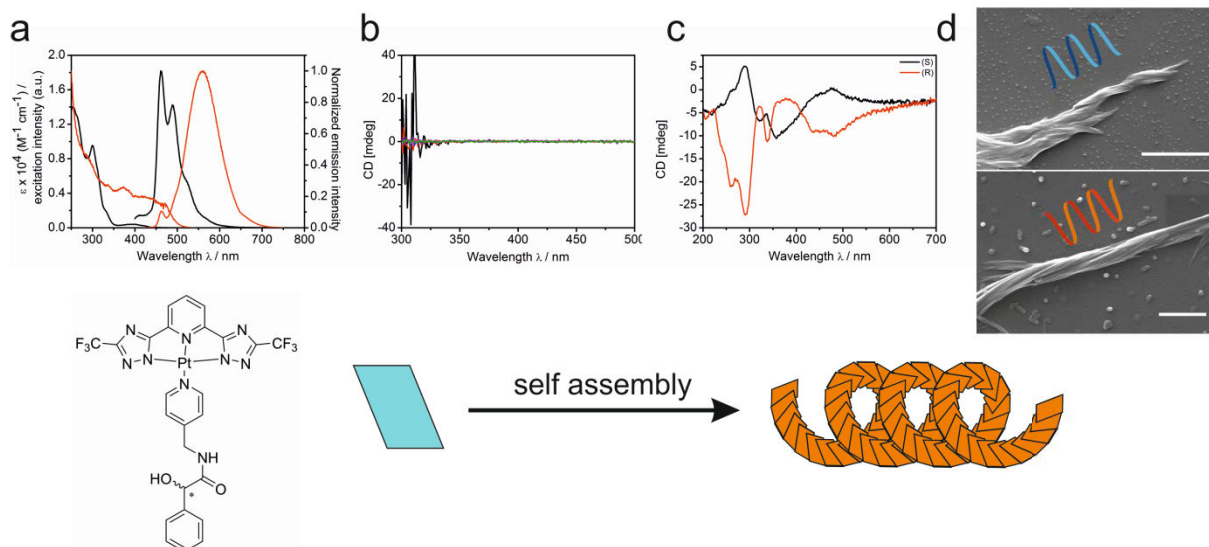 a
ε x 10⁴ (M⁻¹ cm⁻¹) /
excitation intensity (a.u.)
2.0
1.6
1.2
0.8
0.4
0.0
1.0
0.8
0.6
0.4
0.2
0.0
Normalized emission intensity
300 400 500 600 700 800
Wavelength λ / nm
b
CD [mdeg]
40
20
0
-20
-40
300 350 400 450 500
Wavelength λ / nm
c
CD [mdeg]
5
0
-5
-10
-15
-20
-25
-30
(S)
(R)
200 300 400 500 600 700
Wavelength λ / nm
d
N
N N
N N
F₃C CF₃
N N N N
Pt
N
NH
HO
O
*
self assembly